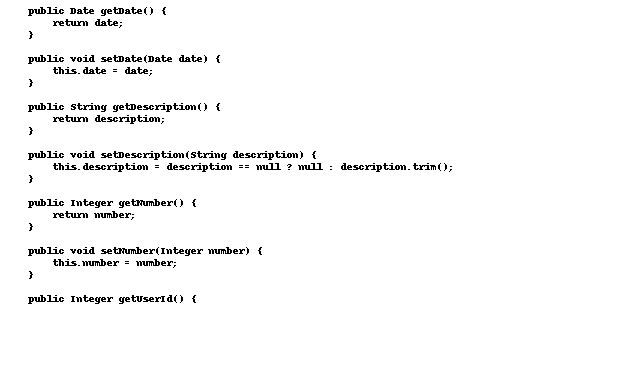 public Date getDate() {
return date;
}
public void setDate(Date date) {
this.date = date;
}
public String getDescription() {
return description;
}
public void setDescription(String description) {
this.description = description == null ? null : description.trim();
}
public Integer getNumber() {
return number;
}
public void setNumber(Integer number) {
this.number = number;
}
public Integer getUserId() {